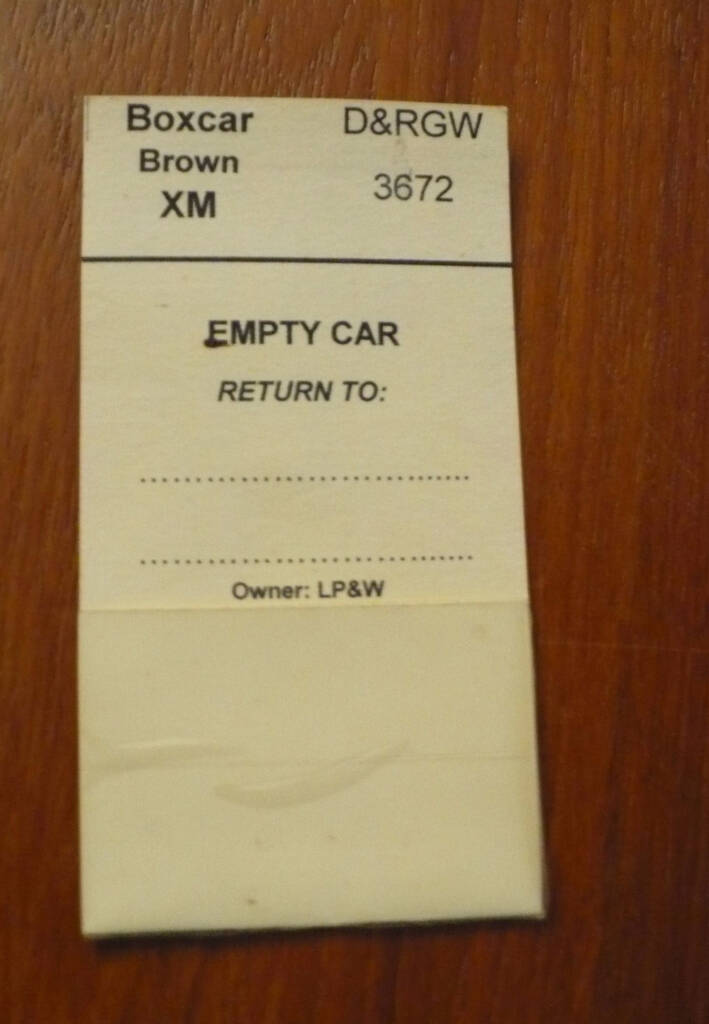 Boxcar D&RGW
Brown
3672
XM
EMPTY CAR
RETURN TO:
................................
................................
Owner: LP&W